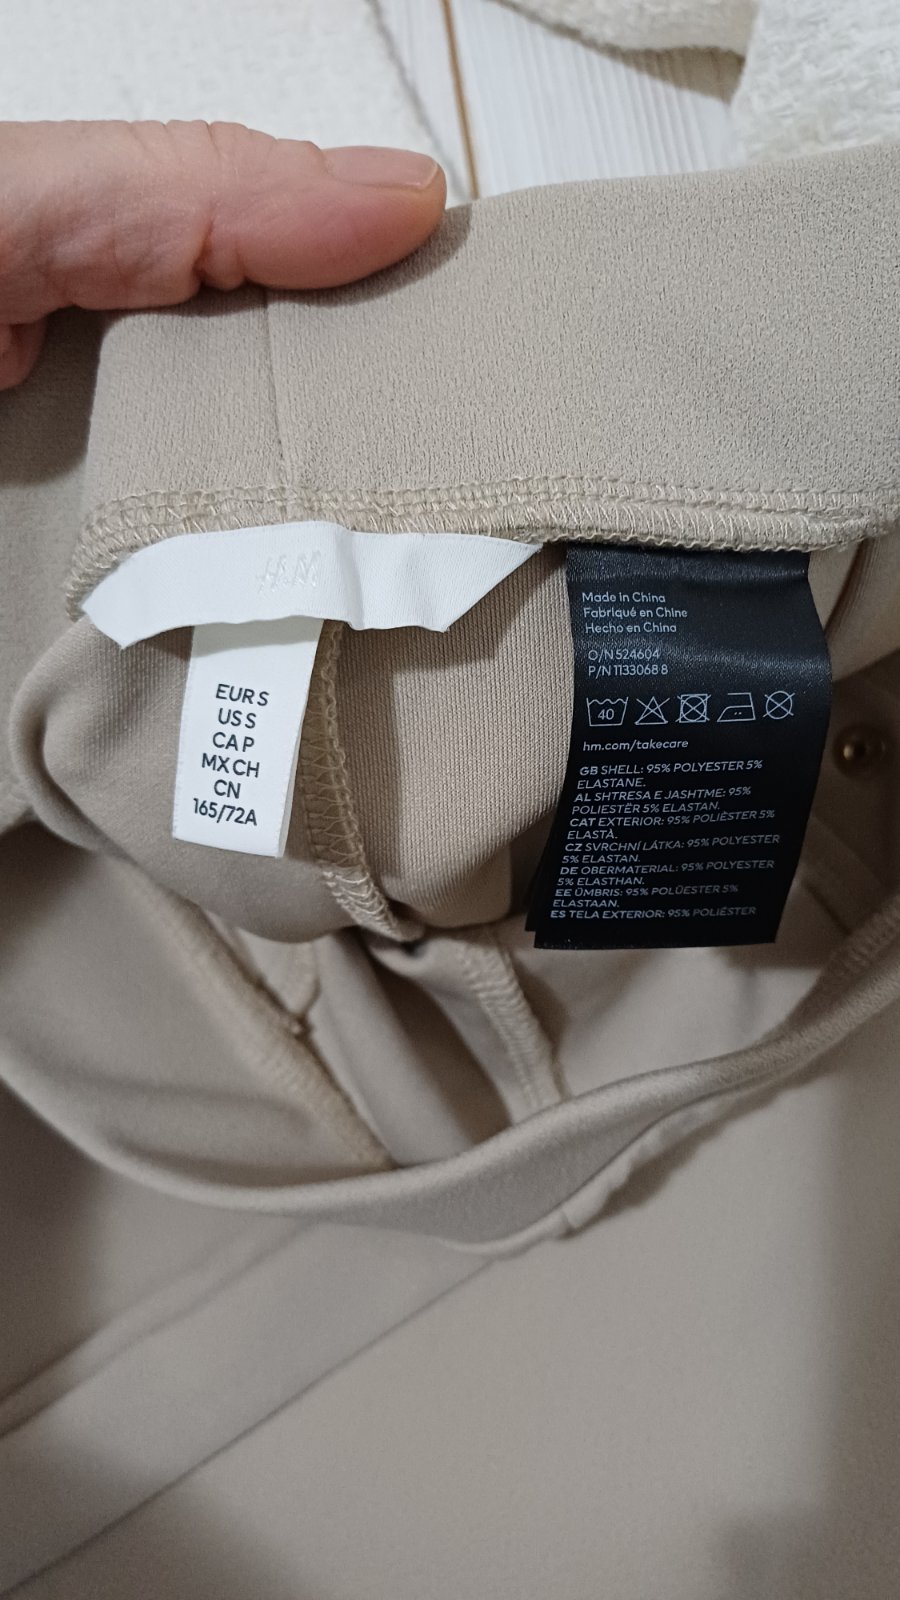 H&M
EUR S
US S
CA P
MX CH
CN
165/72A
Made in China
Fabriqué en Chine
Hecho en China
O/N 524604
P/N 1133068 8
40
hm.com/takecare
GB SHELL: 95% POLYESTER 5%
ELASTANE.
AL SHTRESA E JASHTME: 95%
POLIESTËR 5% ELASTAN.
CAT EXTERIOR: 95% POLIÈSTER 5%
ELASTÀ.
CZ SVRCHNÍ LÁTKA: 95% POLYESTER
5% ELASTAN.
DE OBERMATERIAL: 95% POLYESTER
5% ELASTHAN.
EE ÜMBRIS: 95% POLÜESTER 5%
ELASTAAN.
ES TELA EXTERIOR: 95% POLIÉSTER